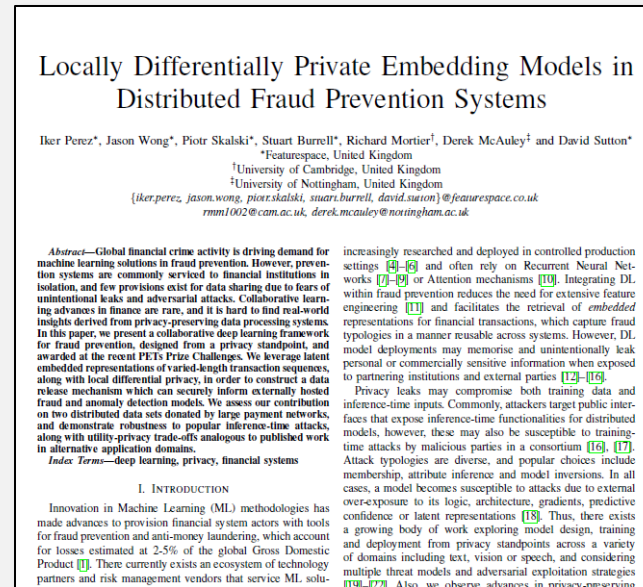 Locally Differentially Private Embedding Models in
Distributed Fraud Prevention Systems
Iker Perez*, Jason Wong*, Piotr Skalski*, Stuart Burrell*, Richard Mortier†, Derek McAuley‡ and David Sutton*
*Featurespace, United Kingdom
†University of Cambridge, United Kingdom
‡University of Nottingham, United Kingdom
{iker.perez, jason.wong, piotr.skalski, stuart.burrell, david.sutton}@featurespace.co.uk
rmm1002@cam.ac.uk, derek.mcauley@nottingham.ac.uk
Abstract—Global financial crime activity is driving demand for
machine learning solutions in fraud prevention. However, preven-
tion systems are commonly serviced to financial institutions in
isolation, and few provisions exist for data sharing due to fears of
unintentional leaks and adversarial attacks. Collaborative learn-
ing advances in finance are rare, and it is hard to find real-world
insights derived from privacy-preserving data processing systems.
In this paper, we present a collaborative deep learning framework
for fraud prevention, designed from a privacy standpoint, and
awarded at the recent PETs Prize Challenges. We leverage latent
embedded representations of varied-length transaction sequences,
along with local differential privacy, in order to construct a data
release mechanism which can securely inform externally hosted
fraud and anomaly detection models. We assess our contribution
on two distributed data sets donated by large payment networks,
and demonstrate robustness to popular inference-time attacks,
along with utility-privacy trade-offs analogous to published work
in alternative application domains.
Index Terms—deep learning, privacy, financial systems
I. INTRODUCTION
Innovation in Machine Learning (ML) methodologies has
made advances to provision financial system actors with tools
for fraud prevention and anti-money laundering, which account
for losses estimated at 2-5% of the global Gross Domestic
Product [1]. There currently exists an ecosystem of technology
partners and risk management vendors that service ML solu-
increasingly researched and deployed in controlled production
settings [4]–[6] and often rely on Recurrent Neural Net-
works [7]–[9] or Attention mechanisms [10]. Integrating DL
within fraud prevention reduces the need for extensive feature
engineering [11] and facilitates the retrieval of embedded
representations for financial transactions, which capture fraud
typologies in a manner reusable across systems. However, DL
model deployments may memorise and unintentionally leak
personal or commercially sensitive information when exposed
to partnering institutions and external parties [12]–[16].
Privacy leaks may compromise both training data and
inference-time inputs. Commonly, attackers target public inter-
faces that expose inference-time functionalities for distributed
models, however, these may also be susceptible to training-
time attacks by malicious parties in a consortium [16], [17].
Attack typologies are diverse, and popular choices include
membership, attribute inference and model inversions. In all
cases, a model becomes susceptible to attacks due to external
over-exposure to its logic, architecture, gradients, predictive
confidence or latent representations [18]. Thus, there exists
a growing body of work exploring model design, training
and deployment from privacy standpoints across a variety
of domains including text, vision or speech, and considering
multiple threat models and adversarial exploitation strategies
[19]–[22]. Also, we observe advances in privacy-preserving